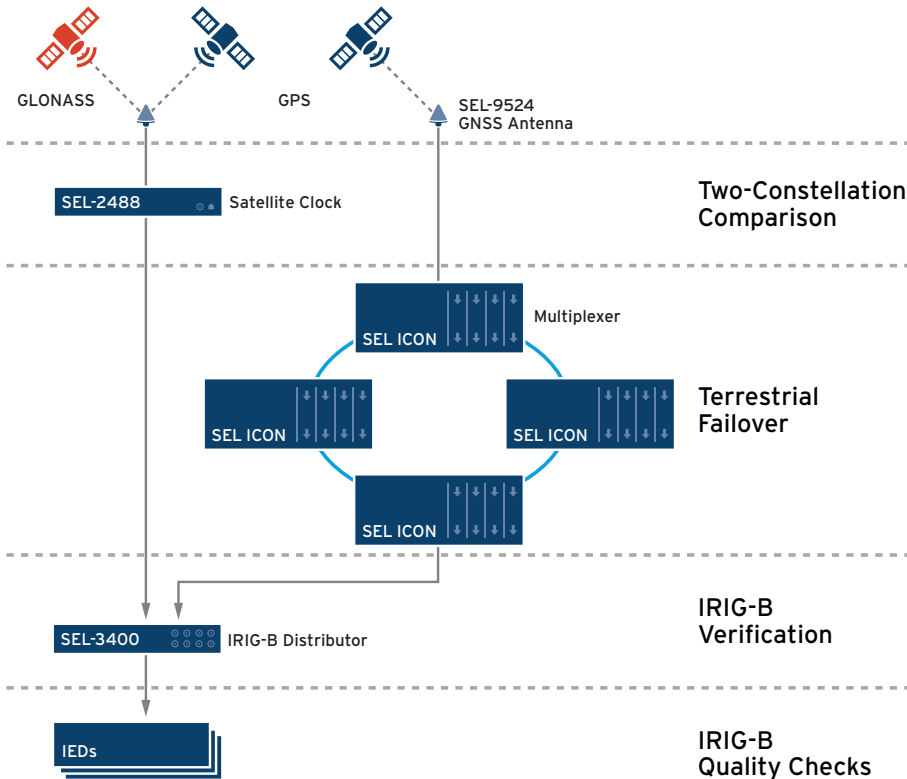 GLONASS
GPS
SEL-9524
GNSS Antenna
SEL-2488
Satellite Clock
Two-Constellation
Comparison
SEL ICON
Multiplexer
SEL ICON
SEL ICON
Terrestrial
Failover
SEL ICON
SEL-3400
IRIG-B Distributor
IRIG-B
Verification
IEDs
IRIG-B
Quality Checks